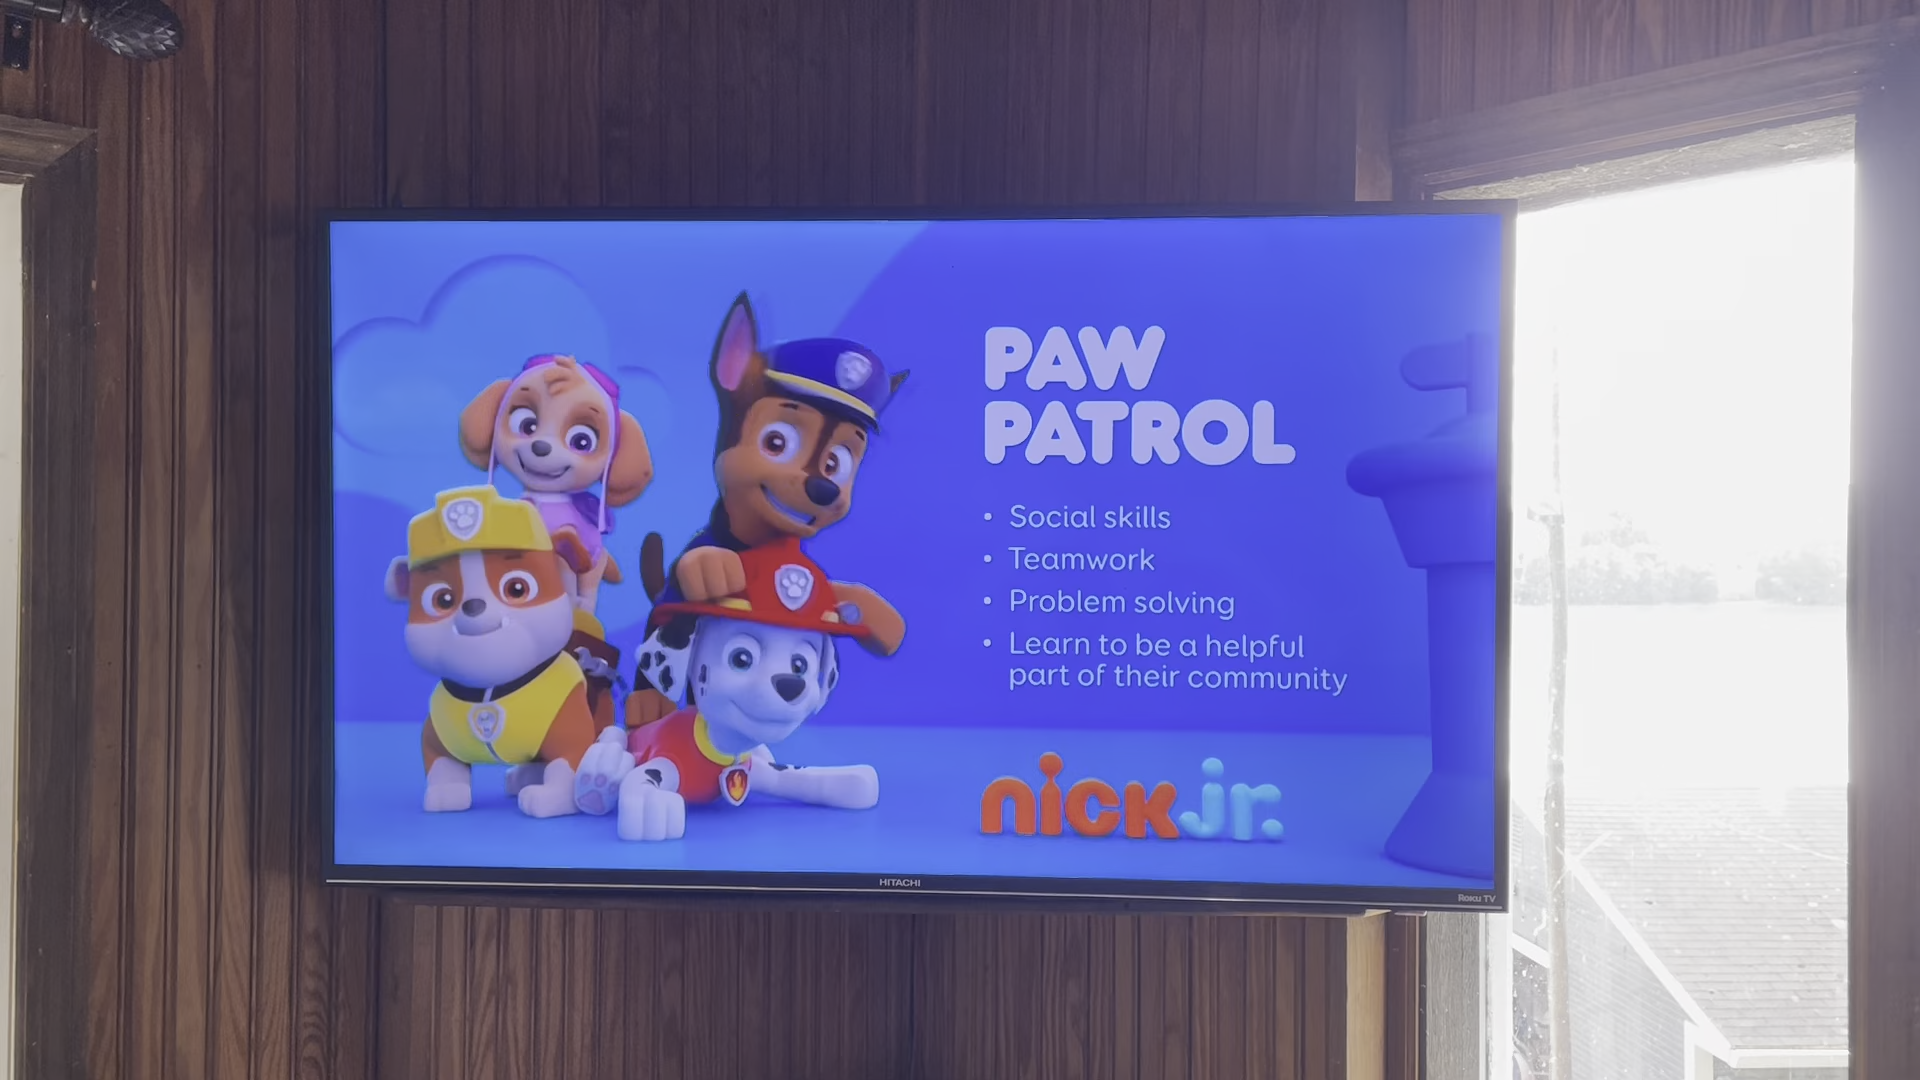 PAW
PATROL
• Social skills
• Teamwork
• Problem solving
• Learn to be a helpful
part of their community
nick jr.
HITACHI
Roku TV